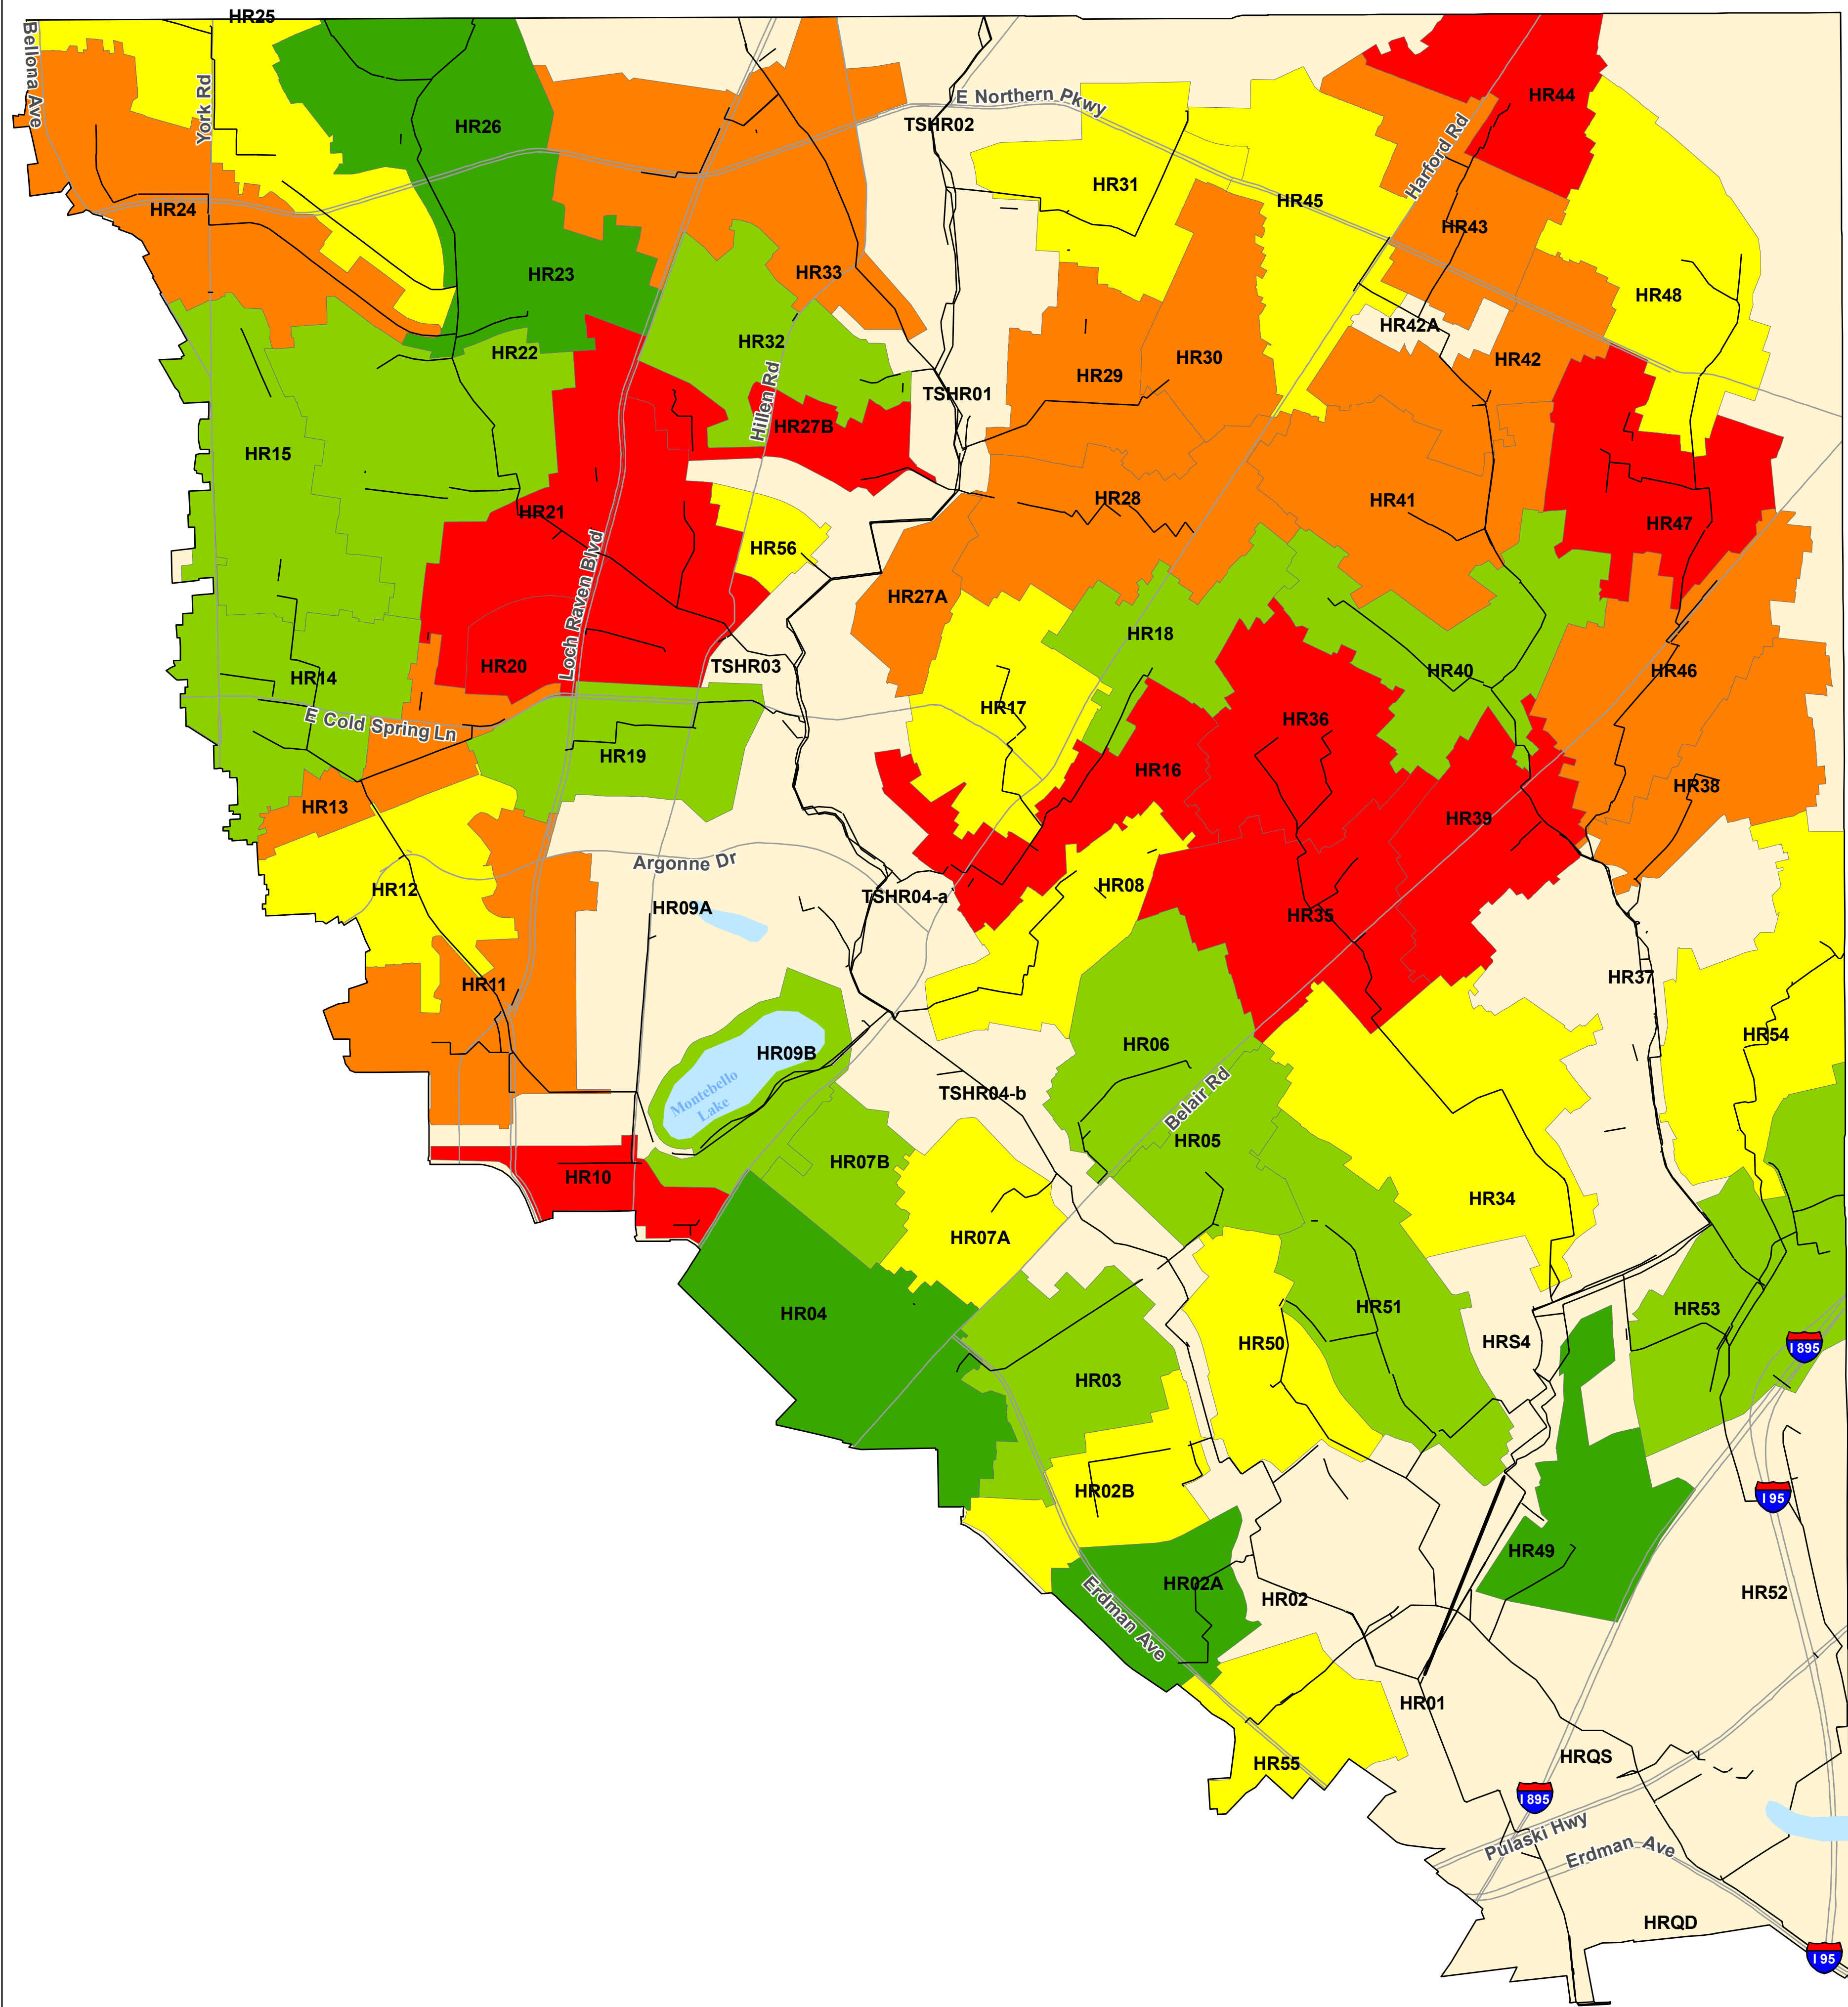 HR25
Bellona Ave
York Rd
HR44
E Northern Pkwy
TSHR02
HR26
Harford Rd
HR31
HR45
HR24
HR43
HR23
HR33
HR48
HR42A
HR32
HR22
HR30
HR42
HR29
TSHR01
Hillen Rd
HR27B
HR15
HR28
HR41
HR21
HR47
HR56
Loch Raven Blvd
HR27A
HR18
HR20
TSHR03
HR40
HR46
HR14
HR17
HR36
E Cold Spring Ln
HR19
HR16
HR38
HR13
HR39
Argonne Dr
HR12
HR08
TSHR04-a
HR09A
HR35
HR37
HR11
HR54
HR06
HR09B
Montebello
Lake
TSHR04-b
Belair Rd
HR05
HR07B
HR10
HR34
HR07A
HR04
HR51
HR53
HR50
HRS4
I 895
HR03
HR02B
I 95
HR49
HR02A
HR02
HR52
Erdman Ave
HR01
HRQS
HR55
I 895
Pulaski Hwy
Erdman Ave
HRQD
I 95